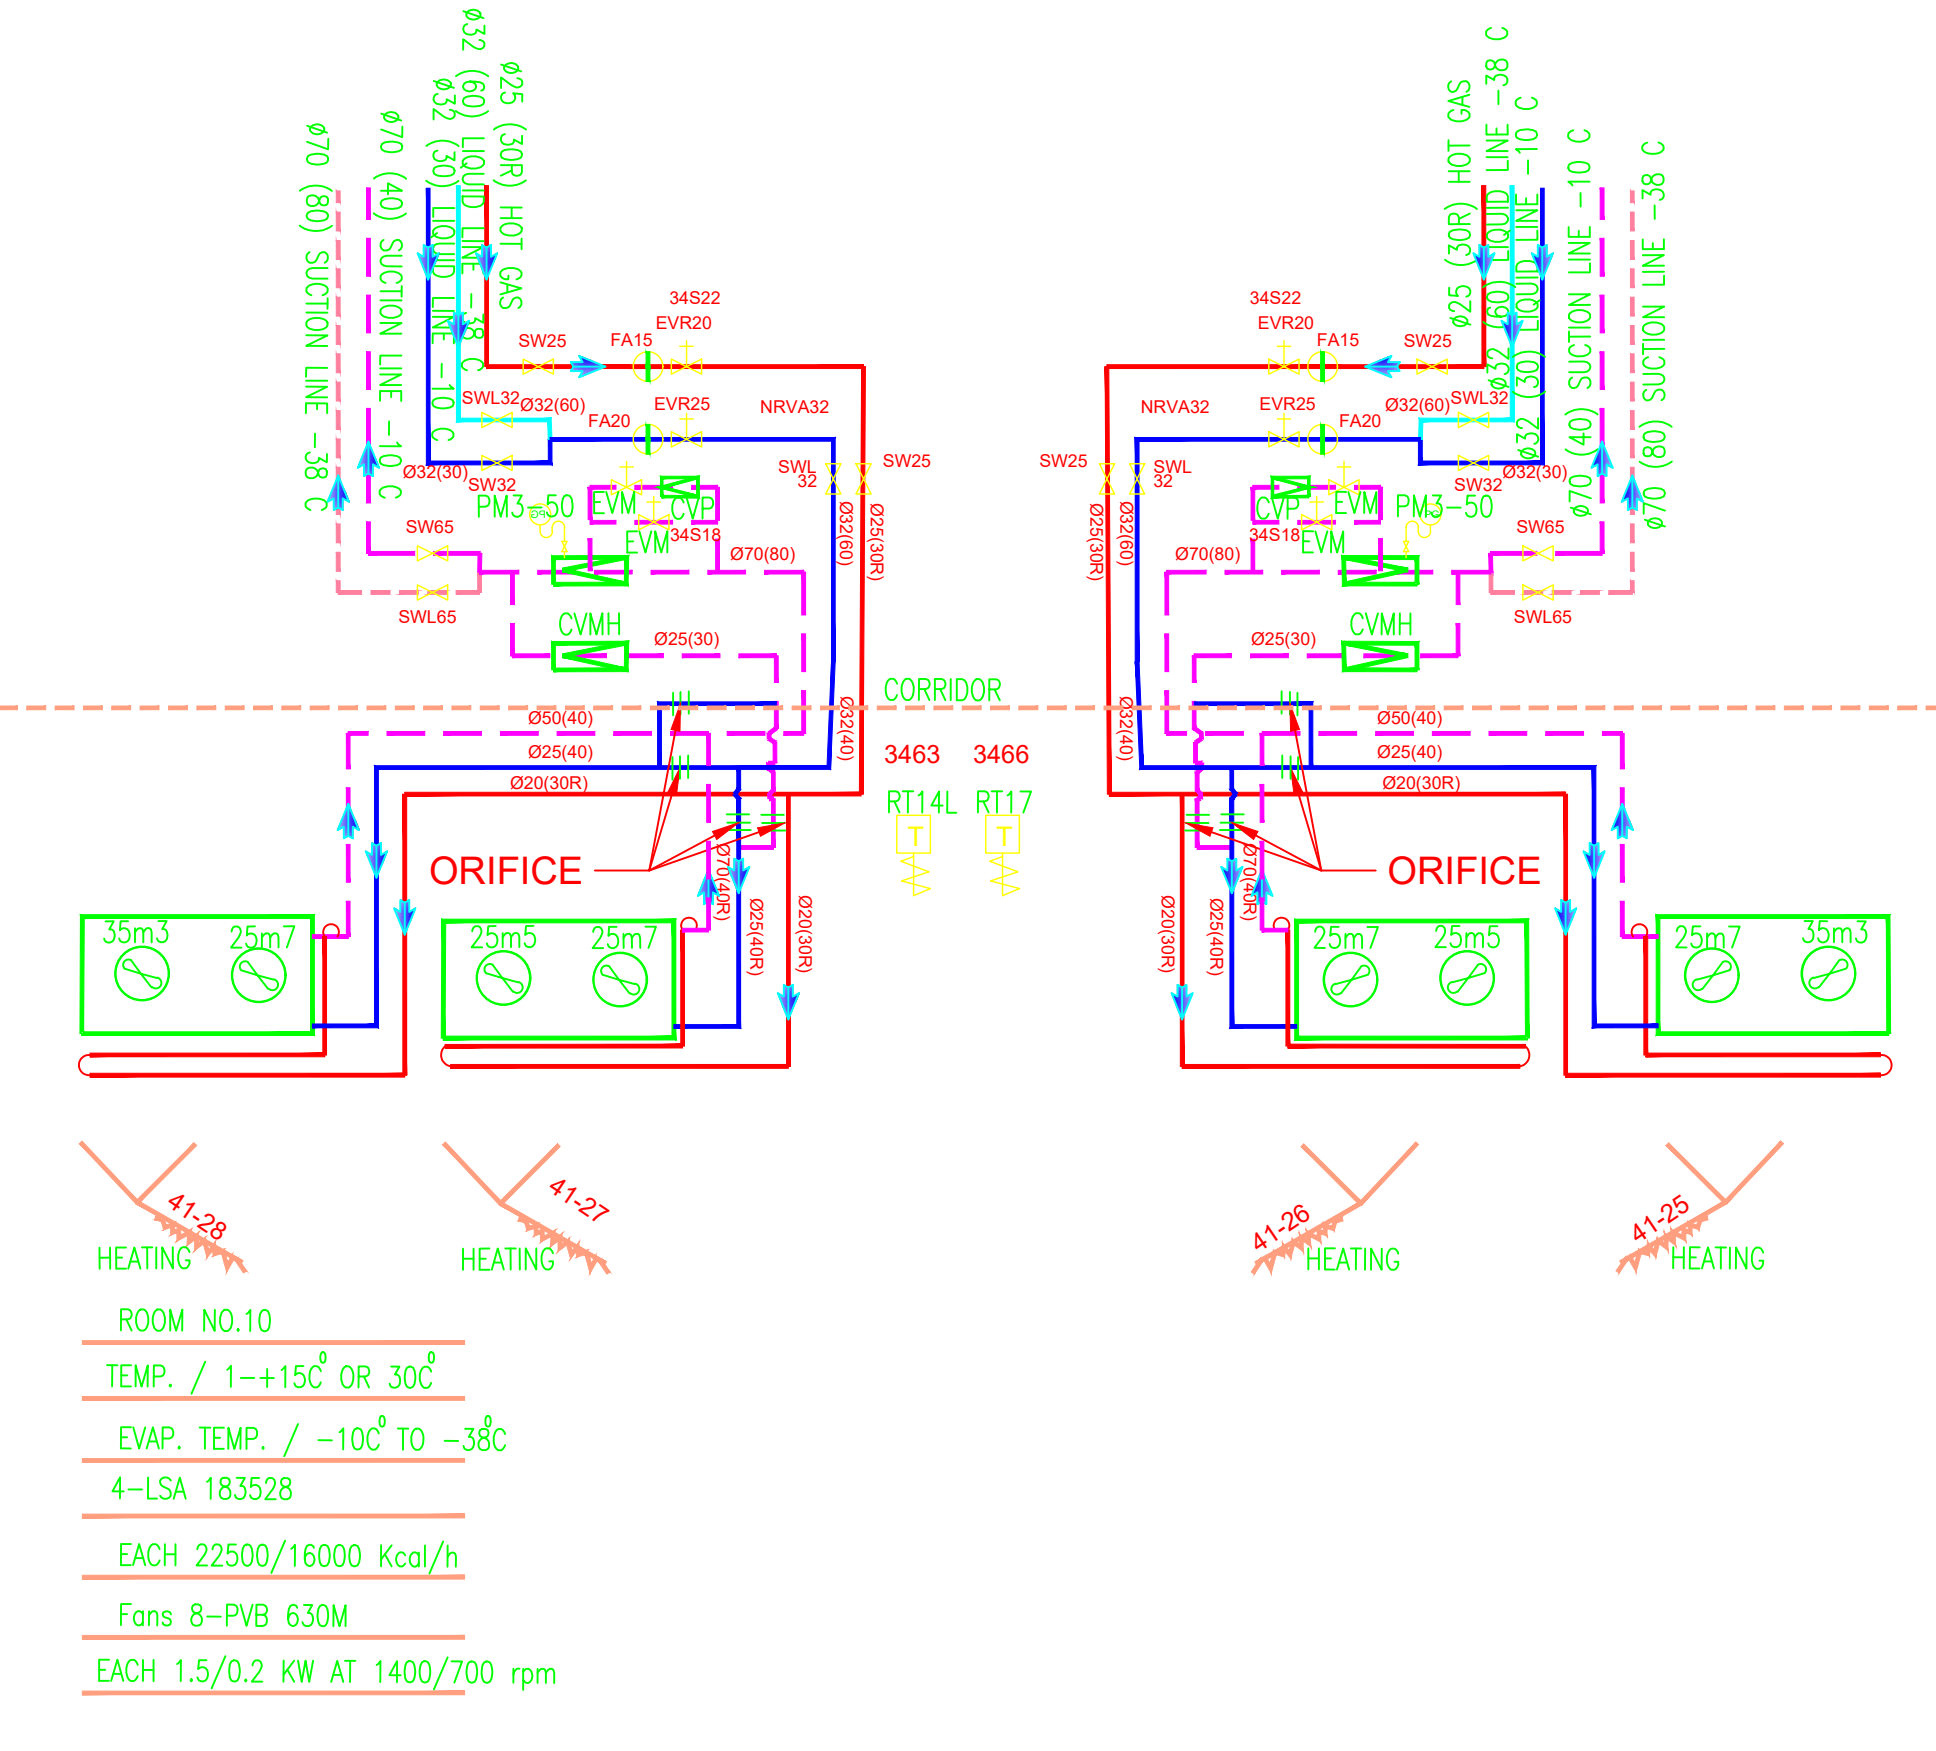 ø70 (80) SUCTION LINE -38 C
ø70 (40) SUCTION LINE -10 C
ø32 (30) LIQUID LINE -10 C
ø32 (60) LIQUID LINE -38 C
ø25 (30R) HOT GAS
ø25 (30R) HOT GAS
ø32 (60) LIQUID LINE -38 C
ø32 (30) LIQUID LINE -10 C
ø70 (40) SUCTION LINE -10 C
ø70 (80) SUCTION LINE -38 C
34S22
EVR20
FA15
SW25
SWL32
Ø32(60)
FA20
EVR25
NRVA32
Ø32(30)
SW32
SWL
32
SW25
PM3-50
EVM
CVP
EVM
34S18
SW65
SWL65
Ø70(80)
Ø32(60)
Ø25(30R)
CVMH
Ø25(30)
34S22
EVR20
FA15
SW25
NRVA32
EVR25
FA20
Ø32(60)
SWL32
SW25
SWL
32
SW32
Ø32(30)
CVP
EVM
PM3-50
34S18
EVM
Ø70(80)
SW65
SWL65
Ø25(30R)
Ø32(60)
CVMH
Ø25(30)
CORRIDOR
Ø50(40)
Ø25(40)
Ø20(30R)
Ø32(40)
3463
3466
RT14L
RT17
T
T
Ø32(40)
Ø50(40)
Ø25(40)
Ø20(30R)
ORIFICE
Ø70(40R)
Ø25(40R)
Ø20(30R)
Ø20(30R)
Ø25(40R)
Ø70(40R)
ORIFICE
35m3
25m7
25m5
25m7
25m7
25m5
25m7
35m3
41-28
HEATING
41-27
HEATING
41-26
HEATING
41-25
HEATING
ROOM NO.10
TEMP. / 1-+15C⁰ OR 30C⁰
EVAP. TEMP. / -10C⁰ TO -38⁰C
4-LSA 183528
EACH 22500/16000 Kcal/h
Fans 8-PVB 630M
EACH 1.5/0.2 KW AT 1400/700 rpm